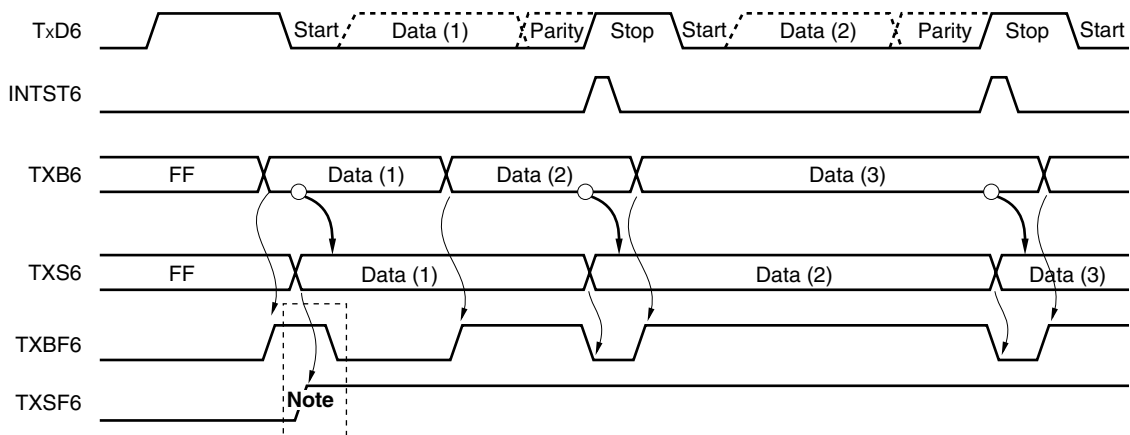 TxD6 Start Data (1) Parity Stop Start Data (2) Parity Stop Start
INTST6
TXB6 FF Data (1) Data (2) Data (3)
TXS6 FF Data (1) Data (2) Data (3)
TXBF6
TXSF6 Note